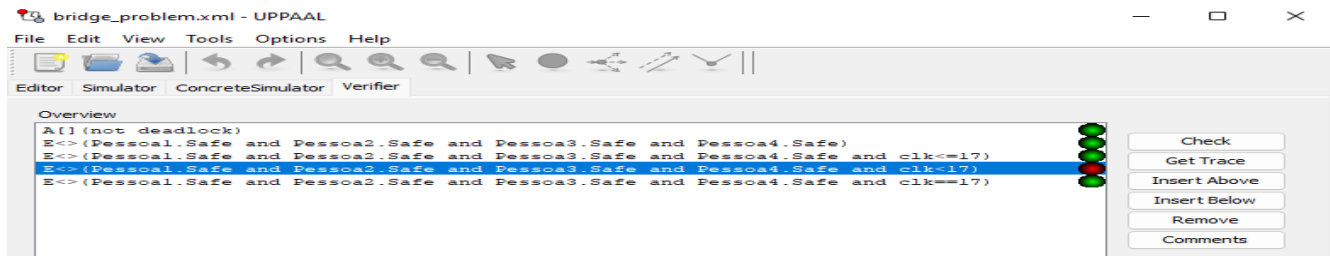 bridge_problem.xml - UPPAAL
File Edit View Tools Options Help
Editor Simulator ConcreteSimulator Verifier
Overview
A[](not deadlock)
E<>(Pessoa1.Safe and Pessoa2.Safe and Pessoa3.Safe and Pessoa4.Safe)
E<>(Pessoa1.Safe and Pessoa2.Safe and Pessoa3.Safe and Pessoa4.Safe and clk<=17)
E<>(Pessoa1.Safe and Pessoa2.Safe and Pessoa3.Safe and Pessoa4.Safe and clk<17)
E<>(Pessoa1.Safe and Pessoa2.Safe and Pessoa3.Safe and Pessoa4.Safe and clk==17)
Check
Get Trace
Insert Above
Insert Below
Remove
Comments